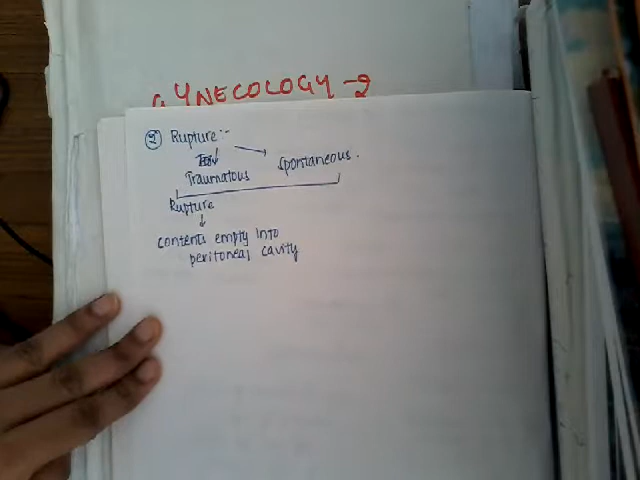 GYNECOLOGY -2
2 Rupture:-
Traumatous Spontaneous.
Rupture
contents empty into
peritoneal cavity